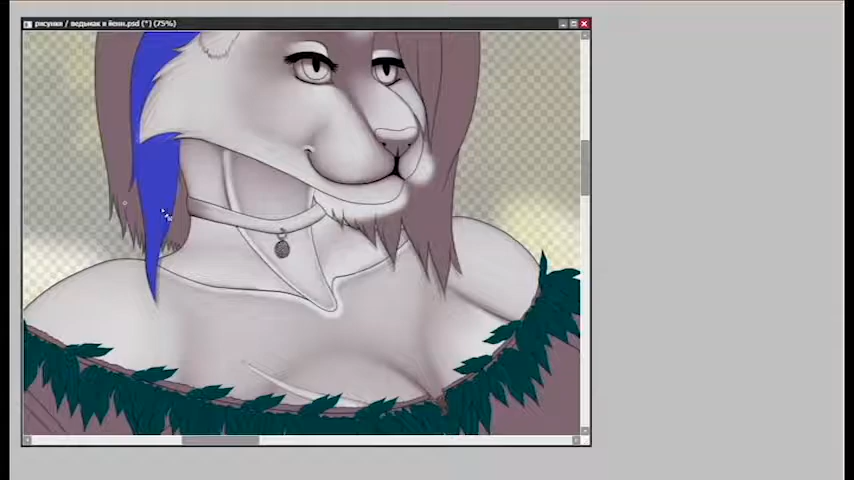 рисунки / ведьмак в йенн.psd (*) (75%)